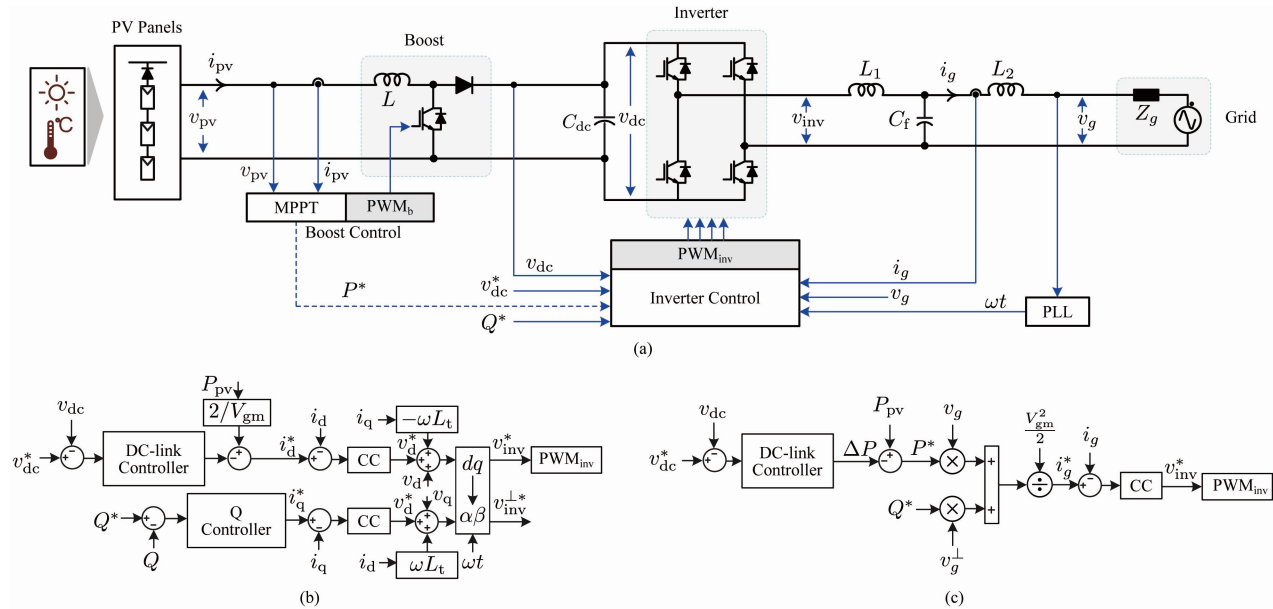 PV Panels
Boost
Inverter
i_pv
L
L_1
i_g
L_2
°C
v_pv
C_dc
v_dc
v_inv
C_f
v_g
Z_g
Grid
v_pv
i_pv
MPPT
PWM_b
Boost Control
PWM_inv
v_dc
v*_dc
P*
Q*
Inverter Control
i_g
v_g
ωt
PLL
(a)
P_pv
2/V_gm
v_dc
v*_dc
DC-link
Controller
i*_d
i_d
CC
i_q
−ωL_t
v*_d
v_d
dq
αβ
v*_inv
PWM_inv
Q*
Q
Q
Controller
i*_q
i_q
CC
v*_d
v_q
i_d
ωL_t
ωt
v^⊥*_inv
(b)
v_dc
v*_dc
DC-link
Controller
ΔP
P_pv
P*
v_g
Q*
v_g^⊥
V²_gm
2
÷
i*_g
i_g
CC
v*_inv
PWM_inv
(c)